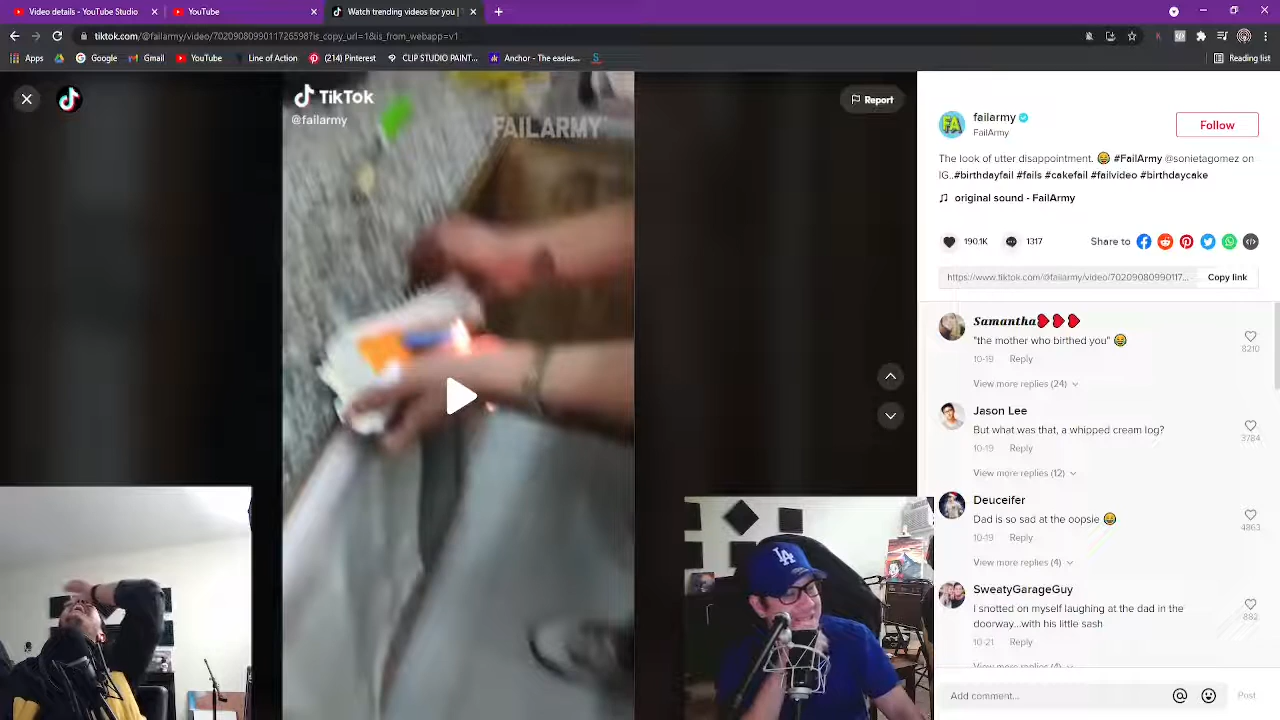 Video details - YouTube Studio
YouTube
Watch trending videos for you | T
tiktok.com/@failarmy/video/7020908099011726598?is_copy_url=1&is_from_webapp=v1
Apps
Google
Gmail
YouTube
Line of Action
(214) Pinterest
CLIP STUDIO PAINT...
Anchor - The easies...
Reading list
TikTok
@failarmy
FAILARMY
Report
failarmy
FailArmy
Follow
The look of utter disappointment. 😅 #FailArmy @sonietagomez on
IG..#birthdayfail #fails #cakefail #failvideo #birthdaycake
original sound - FailArmy
190.1K
1317
Share to
https://www.tiktok.com/@failarmy/video/70209080990117...
Copy link
Samantha
"the mother who birthed you" 😅
10-19 Reply
8210
View more replies (24)
Jason Lee
But what was that, a whipped cream log?
10-19 Reply
3784
View more replies (12)
Deuceifer
Dad is so sad at the oopsie 😂
10-19 Reply
4863
View more replies (4)
SweatyGarageGuy
I snotted on myself laughing at the dad in the
doorway...with his little sash
10-21 Reply
882
View more replies (4)
Add comment...
Post
LA